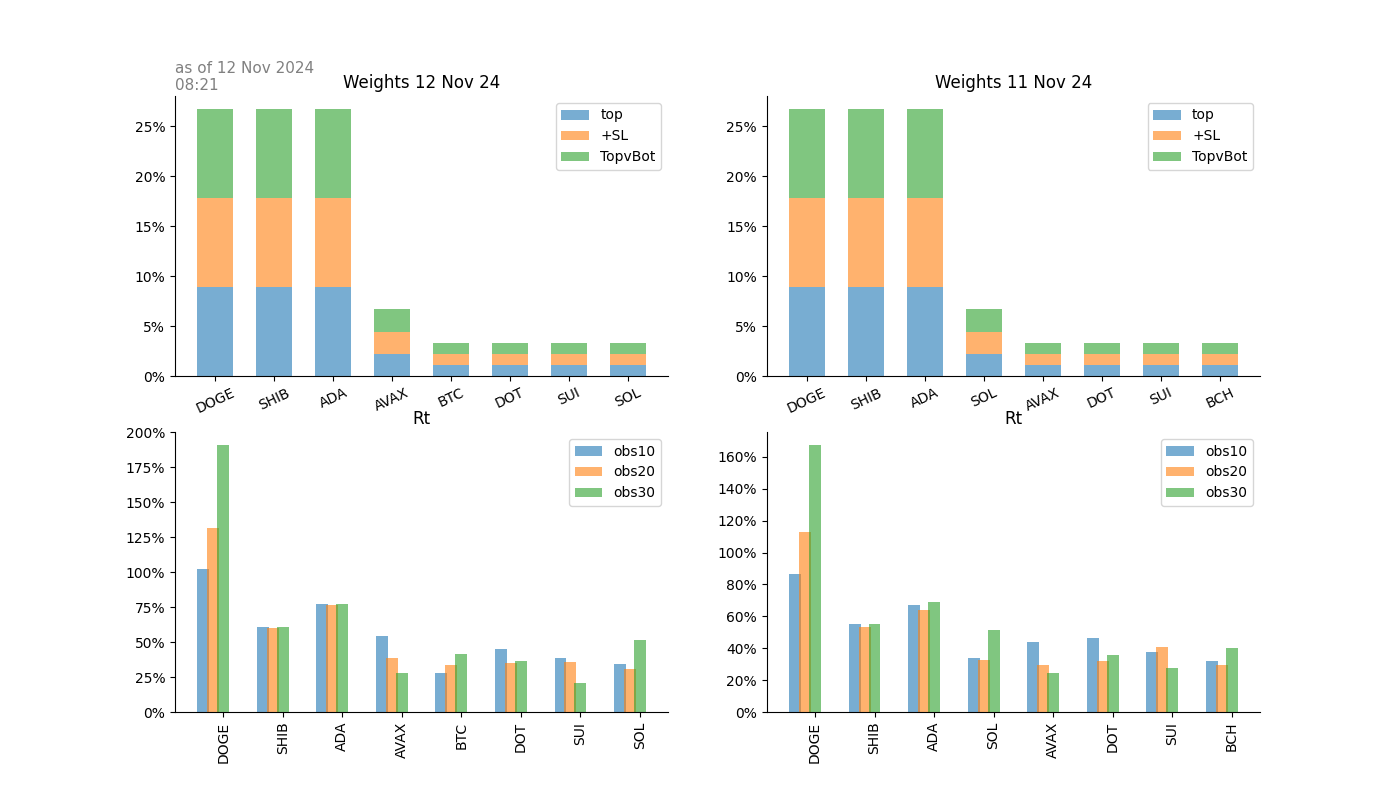 as of 12 Nov 2024
08:21
Weights 12 Nov 24
25%
20%
15%
10%
5%
0%
top
+SL
TopvBot
DOGE SHIB ADA AVAX BTC DOT SUI SOL
Weights 11 Nov 24
25%
20%
15%
10%
5%
0%
top
+SL
TopvBot
DOGE SHIB ADA SOL AVAX DOT SUI BCH
Rt
200%
175%
150%
125%
100%
75%
50%
25%
0%
obs10
obs20
obs30
DOGE SHIB ADA AVAX BTC DOT SUI SOL
Rt
160%
140%
120%
100%
80%
60%
40%
20%
0%
obs10
obs20
obs30
DOGE SHIB ADA SOL AVAX DOT SUI BCH